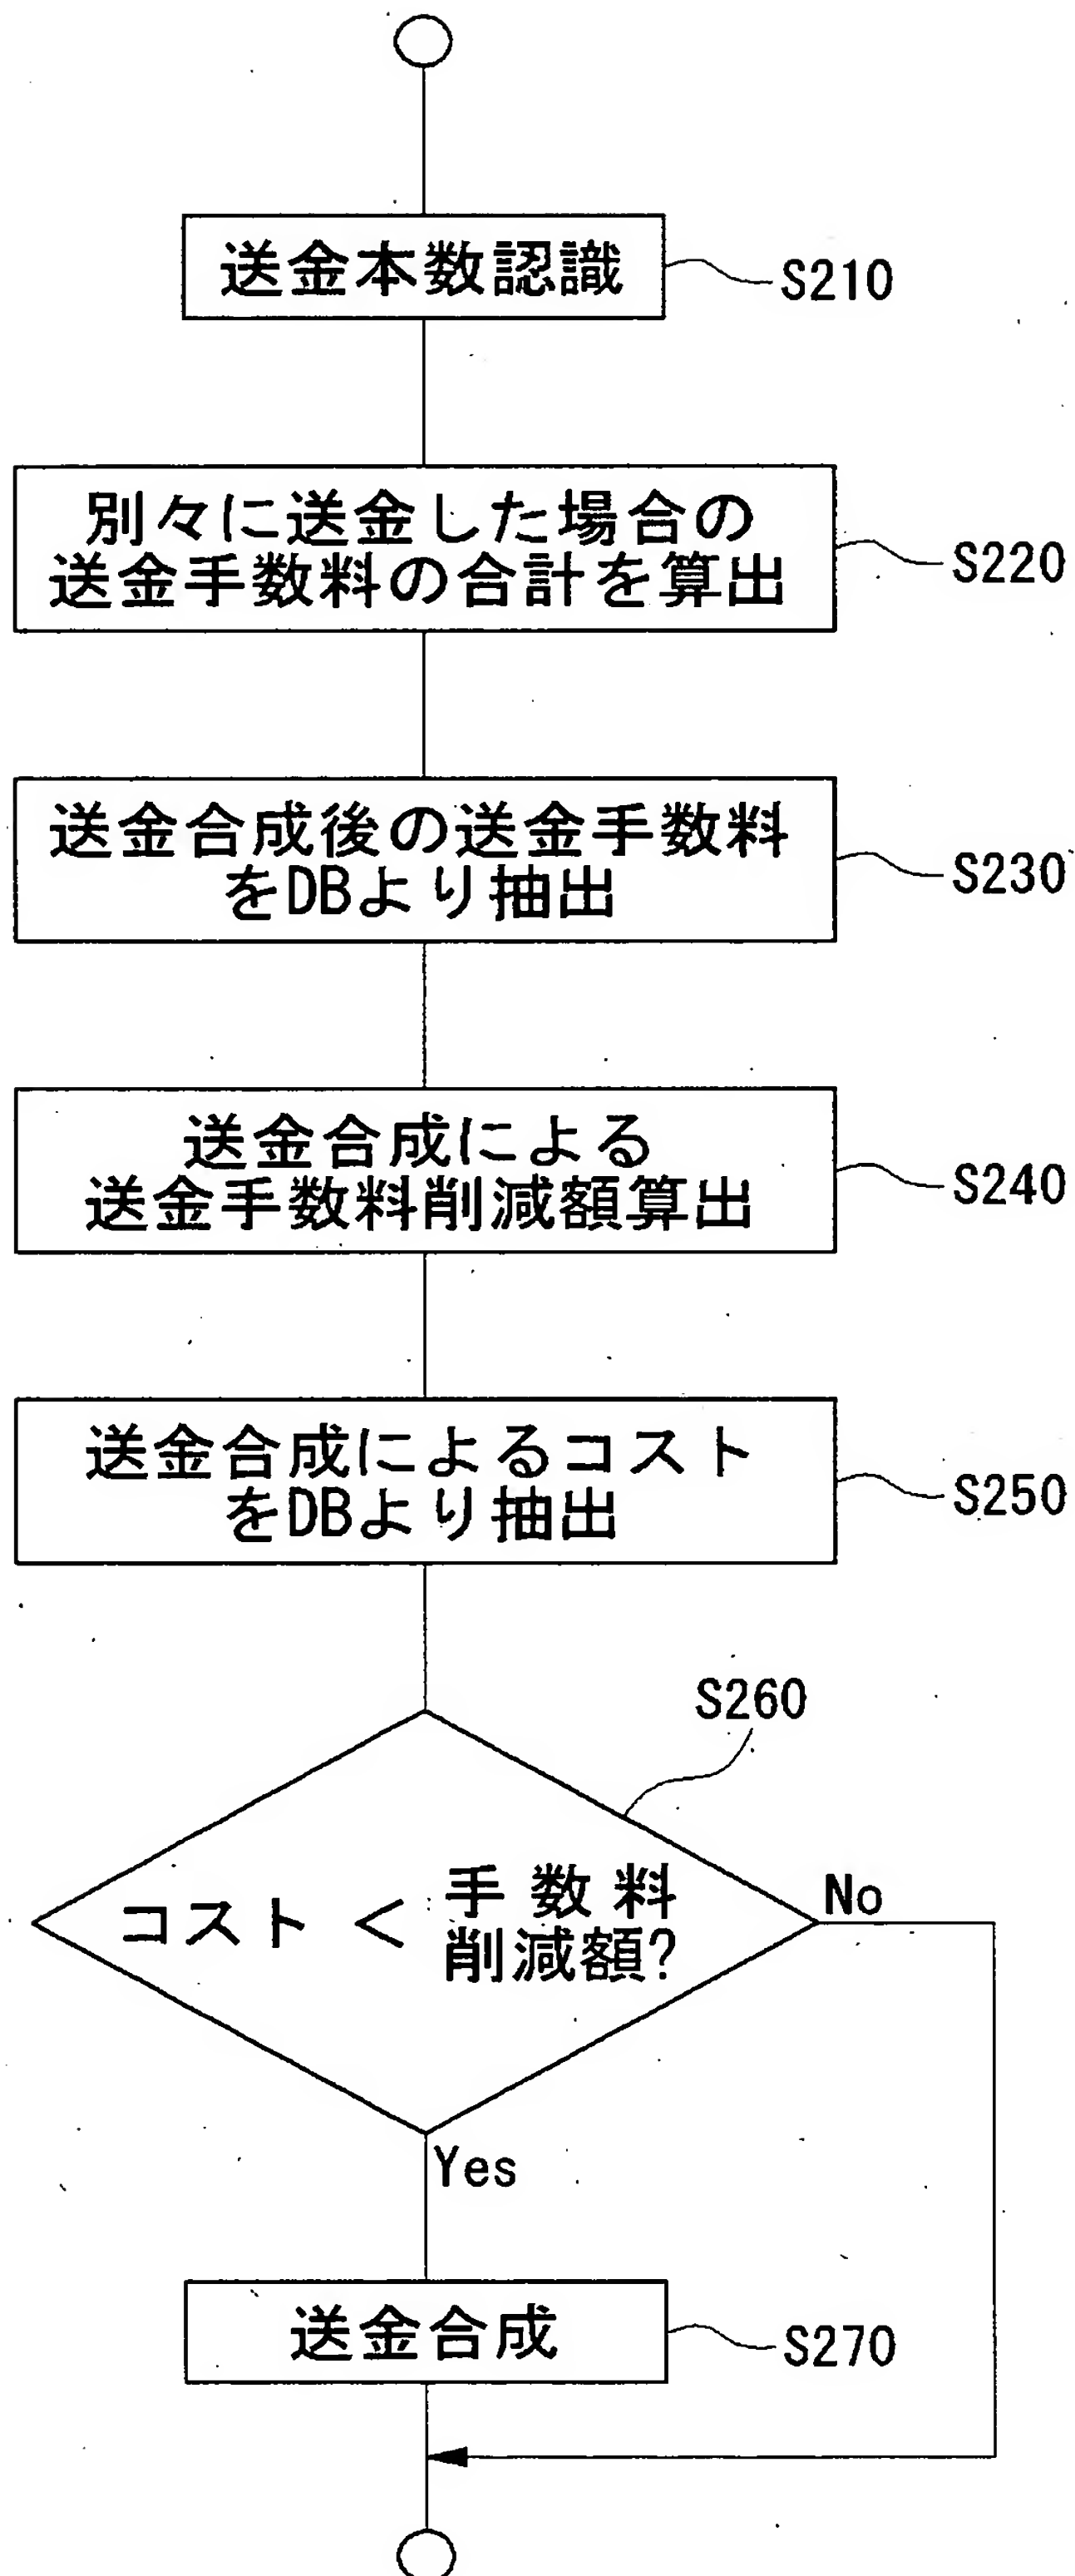 送金本数認識
S210
別々に送金した場合の
送金手数料の合計を算出
S220
送金合成後の送金手数料
をDBより抽出
S230
送金合成による
送金手数料削減額算出
S240
送金合成によるコスト
をDBより抽出
S250
S260
コスト < 手数料
削減額?
No
Yes
送金合成
S270